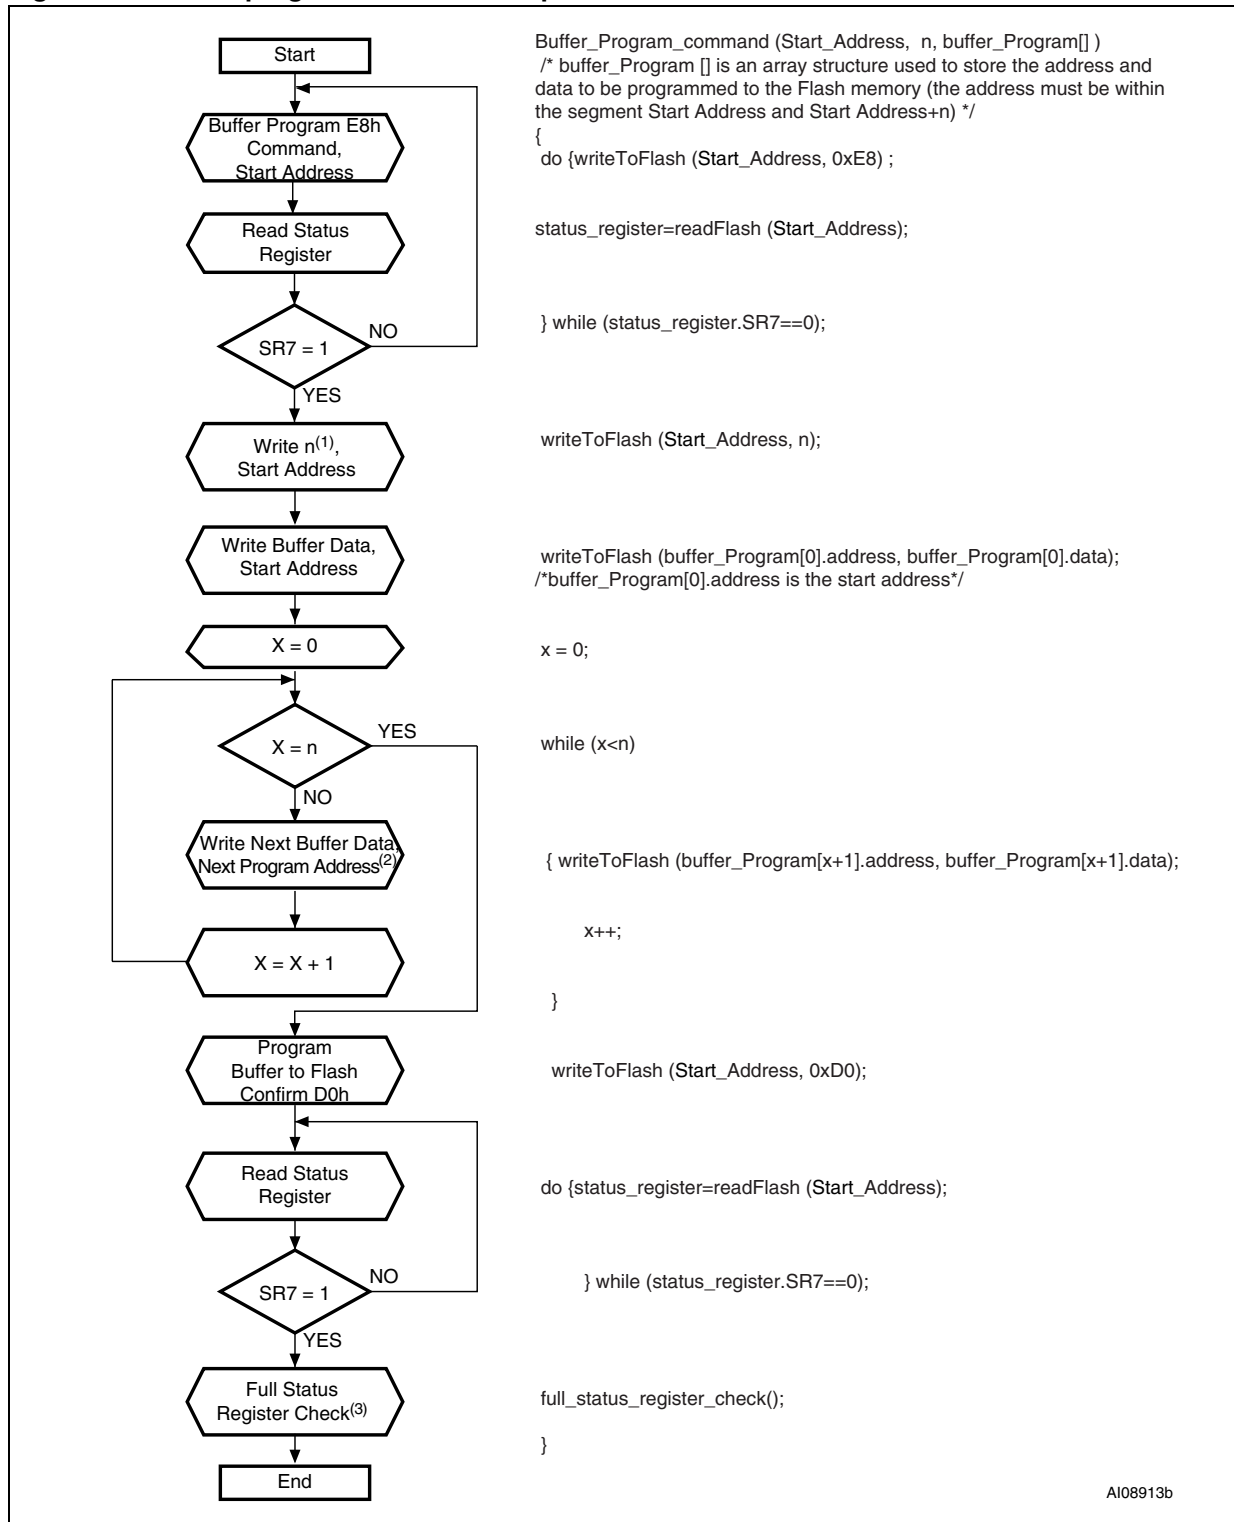 Start
Buffer Program E8h
Command,
Start Address
Read Status
Register
SR7 = 1
NO
YES
Write n(1),
Start Address
Write Buffer Data,
Start Address
X = 0
X = n
YES
NO
Write Next Buffer Data,
Next Program Address(2)
X = X + 1
Program
Buffer to Flash
Confirm D0h
Read Status
Register
SR7 = 1
NO
YES
Full Status
Register Check(3)
End
Buffer_Program_command (Start_Address, n, buffer_Program[] )
/* buffer_Program [] is an array structure used to store the address and
data to be programmed to the Flash memory (the address must be within
the segment Start Address and Start Address+n) */
{
do {writeToFlash (Start_Address, 0xE8) ;
status_register=readFlash (Start_Address);
} while (status_register.SR7==0);
writeToFlash (Start_Address, n);
writeToFlash (buffer_Program[0].address, buffer_Program[0].data);
/*buffer_Program[0].address is the start address*/
x = 0;
while (x<n)
{ writeToFlash (buffer_Program[x+1].address, buffer_Program[x+1].data);
x++;
}
writeToFlash (Start_Address, 0xD0);
do {status_register=readFlash (Start_Address);
} while (status_register.SR7==0);
full_status_register_check();
}
AI08913b